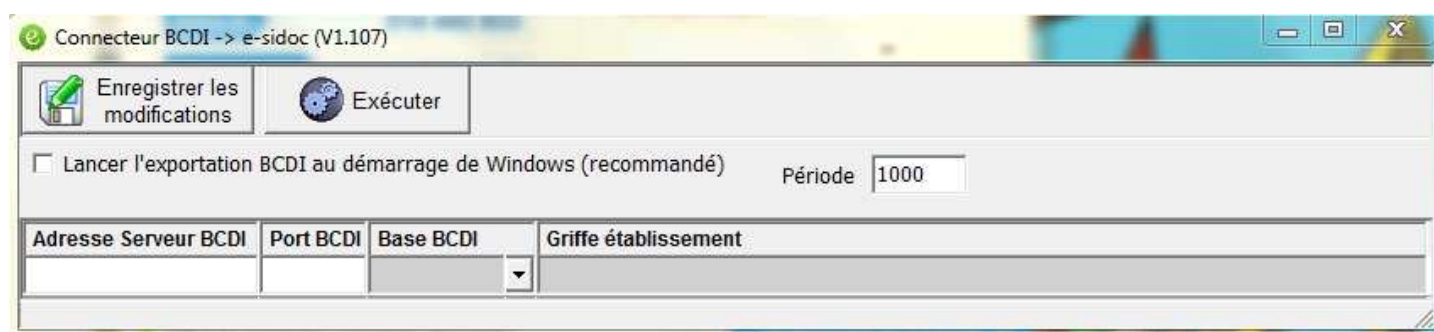 Connecteur BCDI -> e-sidoc (V1.107)
Enregistrer les
modifications
Exécuter
Lancer l'exportation BCDI au démarrage de Windows (recommandé)
Période 1000
Adresse Serveur BCDI Port BCDI Base BCDI Griffe établissement